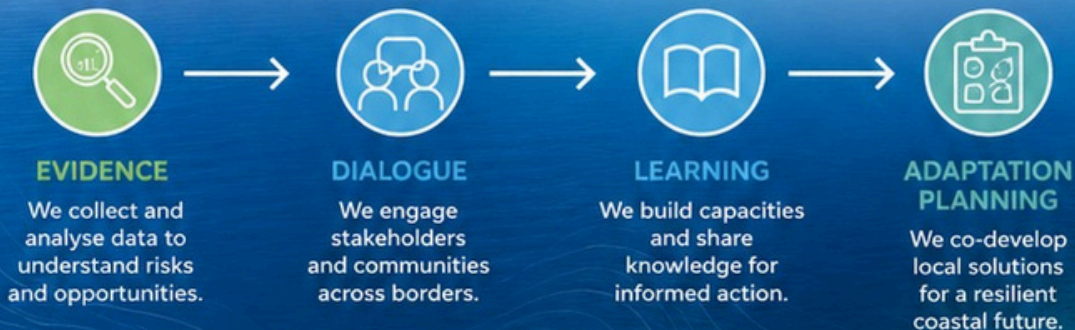 EVIDENCE
We collect and
analyse data to
understand risks
and opportunities.
DIALOGUE
We engage
stakeholders
and communities
across borders.
LEARNING
We build capacities
and share
knowledge for
informed action.
ADAPTATION
PLANNING
We co-develop
local solutions
for a resilient
coastal future.